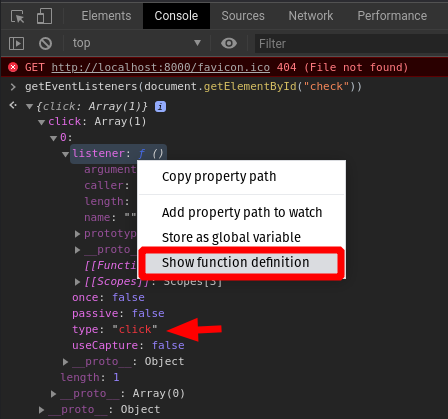 Elements Console Sources Network Performance
top Filter
GET http://localhost:8000/favicon.ico 404 (File not found)
> getEventListeners(document.getElementById("check"))
{click: Array(1)} i
click: Array(1)
0:
listener: ƒ ()
argument
caller:
length:
name: ""
prototyp
__proto_
[[Functi
[[Scopes]]: Scopes[3]
Copy property path
Add property path to watch
Store as global variable
Show function definition
once: false
passive: false
type: "click"
useCapture: false
__proto__: Object
length: 1
__proto__: Array(0)
__proto__: Object